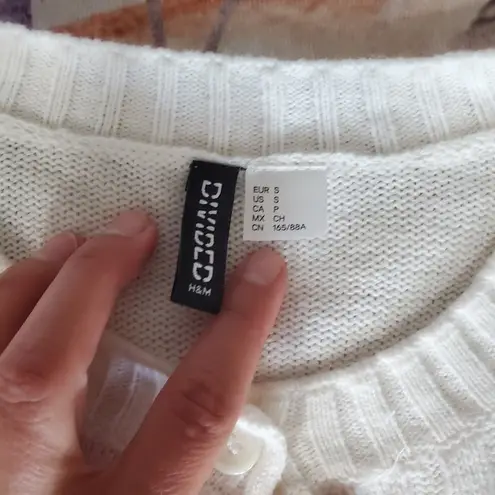 DIVIDED
H&M
EUR S
US S
CA P
MX CH
CN 165/88A